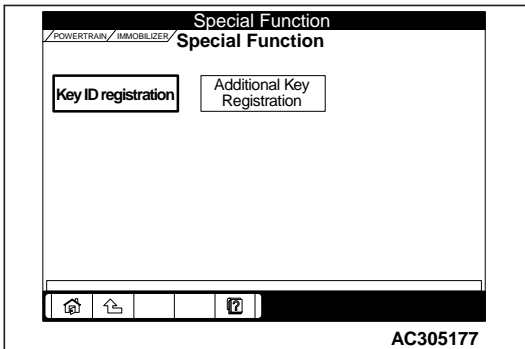 Special Function
POWERTRAIN/ IMMOBILIZER/ Special Function
Key ID registration
Additional Key
Registration
?
AC305177